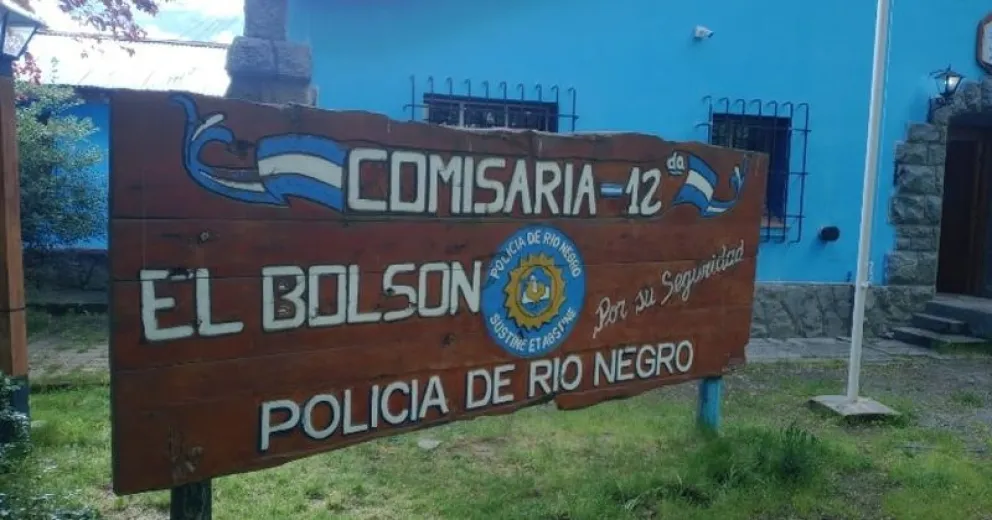 COMISARIA-12da
EL BOLSON
POLICIA DE RIO NEGRO
SUSTINE ET ABSTINE
Por su Seguridad
POLICIA DE RIO NEGRO